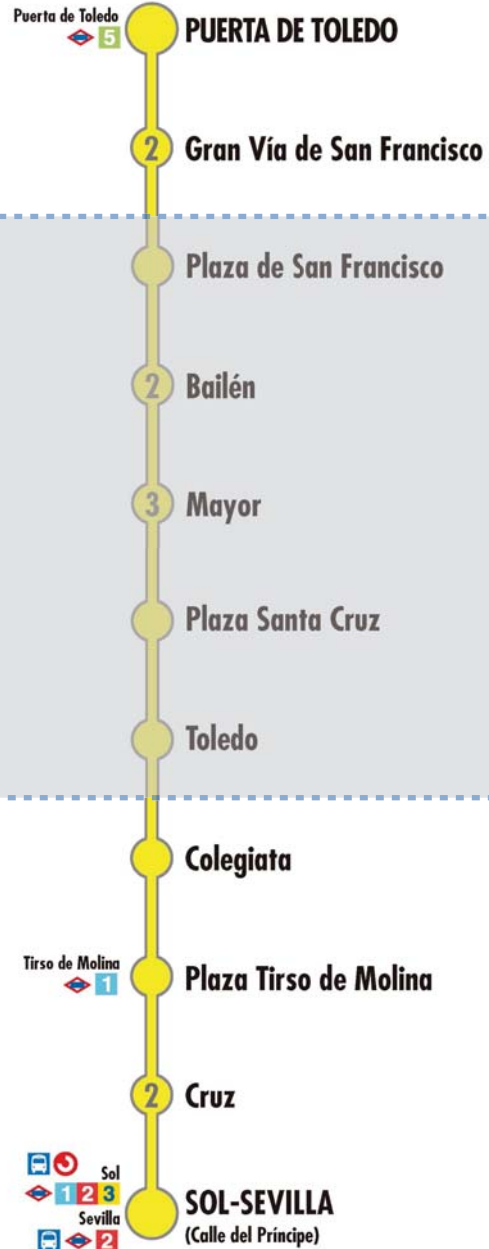 Puerta de Toledo
5
PUERTA DE TOLEDO
2 Gran Vía de San Francisco
Plaza de San Francisco
2 Bailén
3 Mayor
Plaza Santa Cruz
Toledo
Colegiata
Tirso de Molina
1
Plaza Tirso de Molina
2 Cruz
Sol
1 2 3
Sevilla
2
SOL-SEVILLA
(Calle del Príncipe)